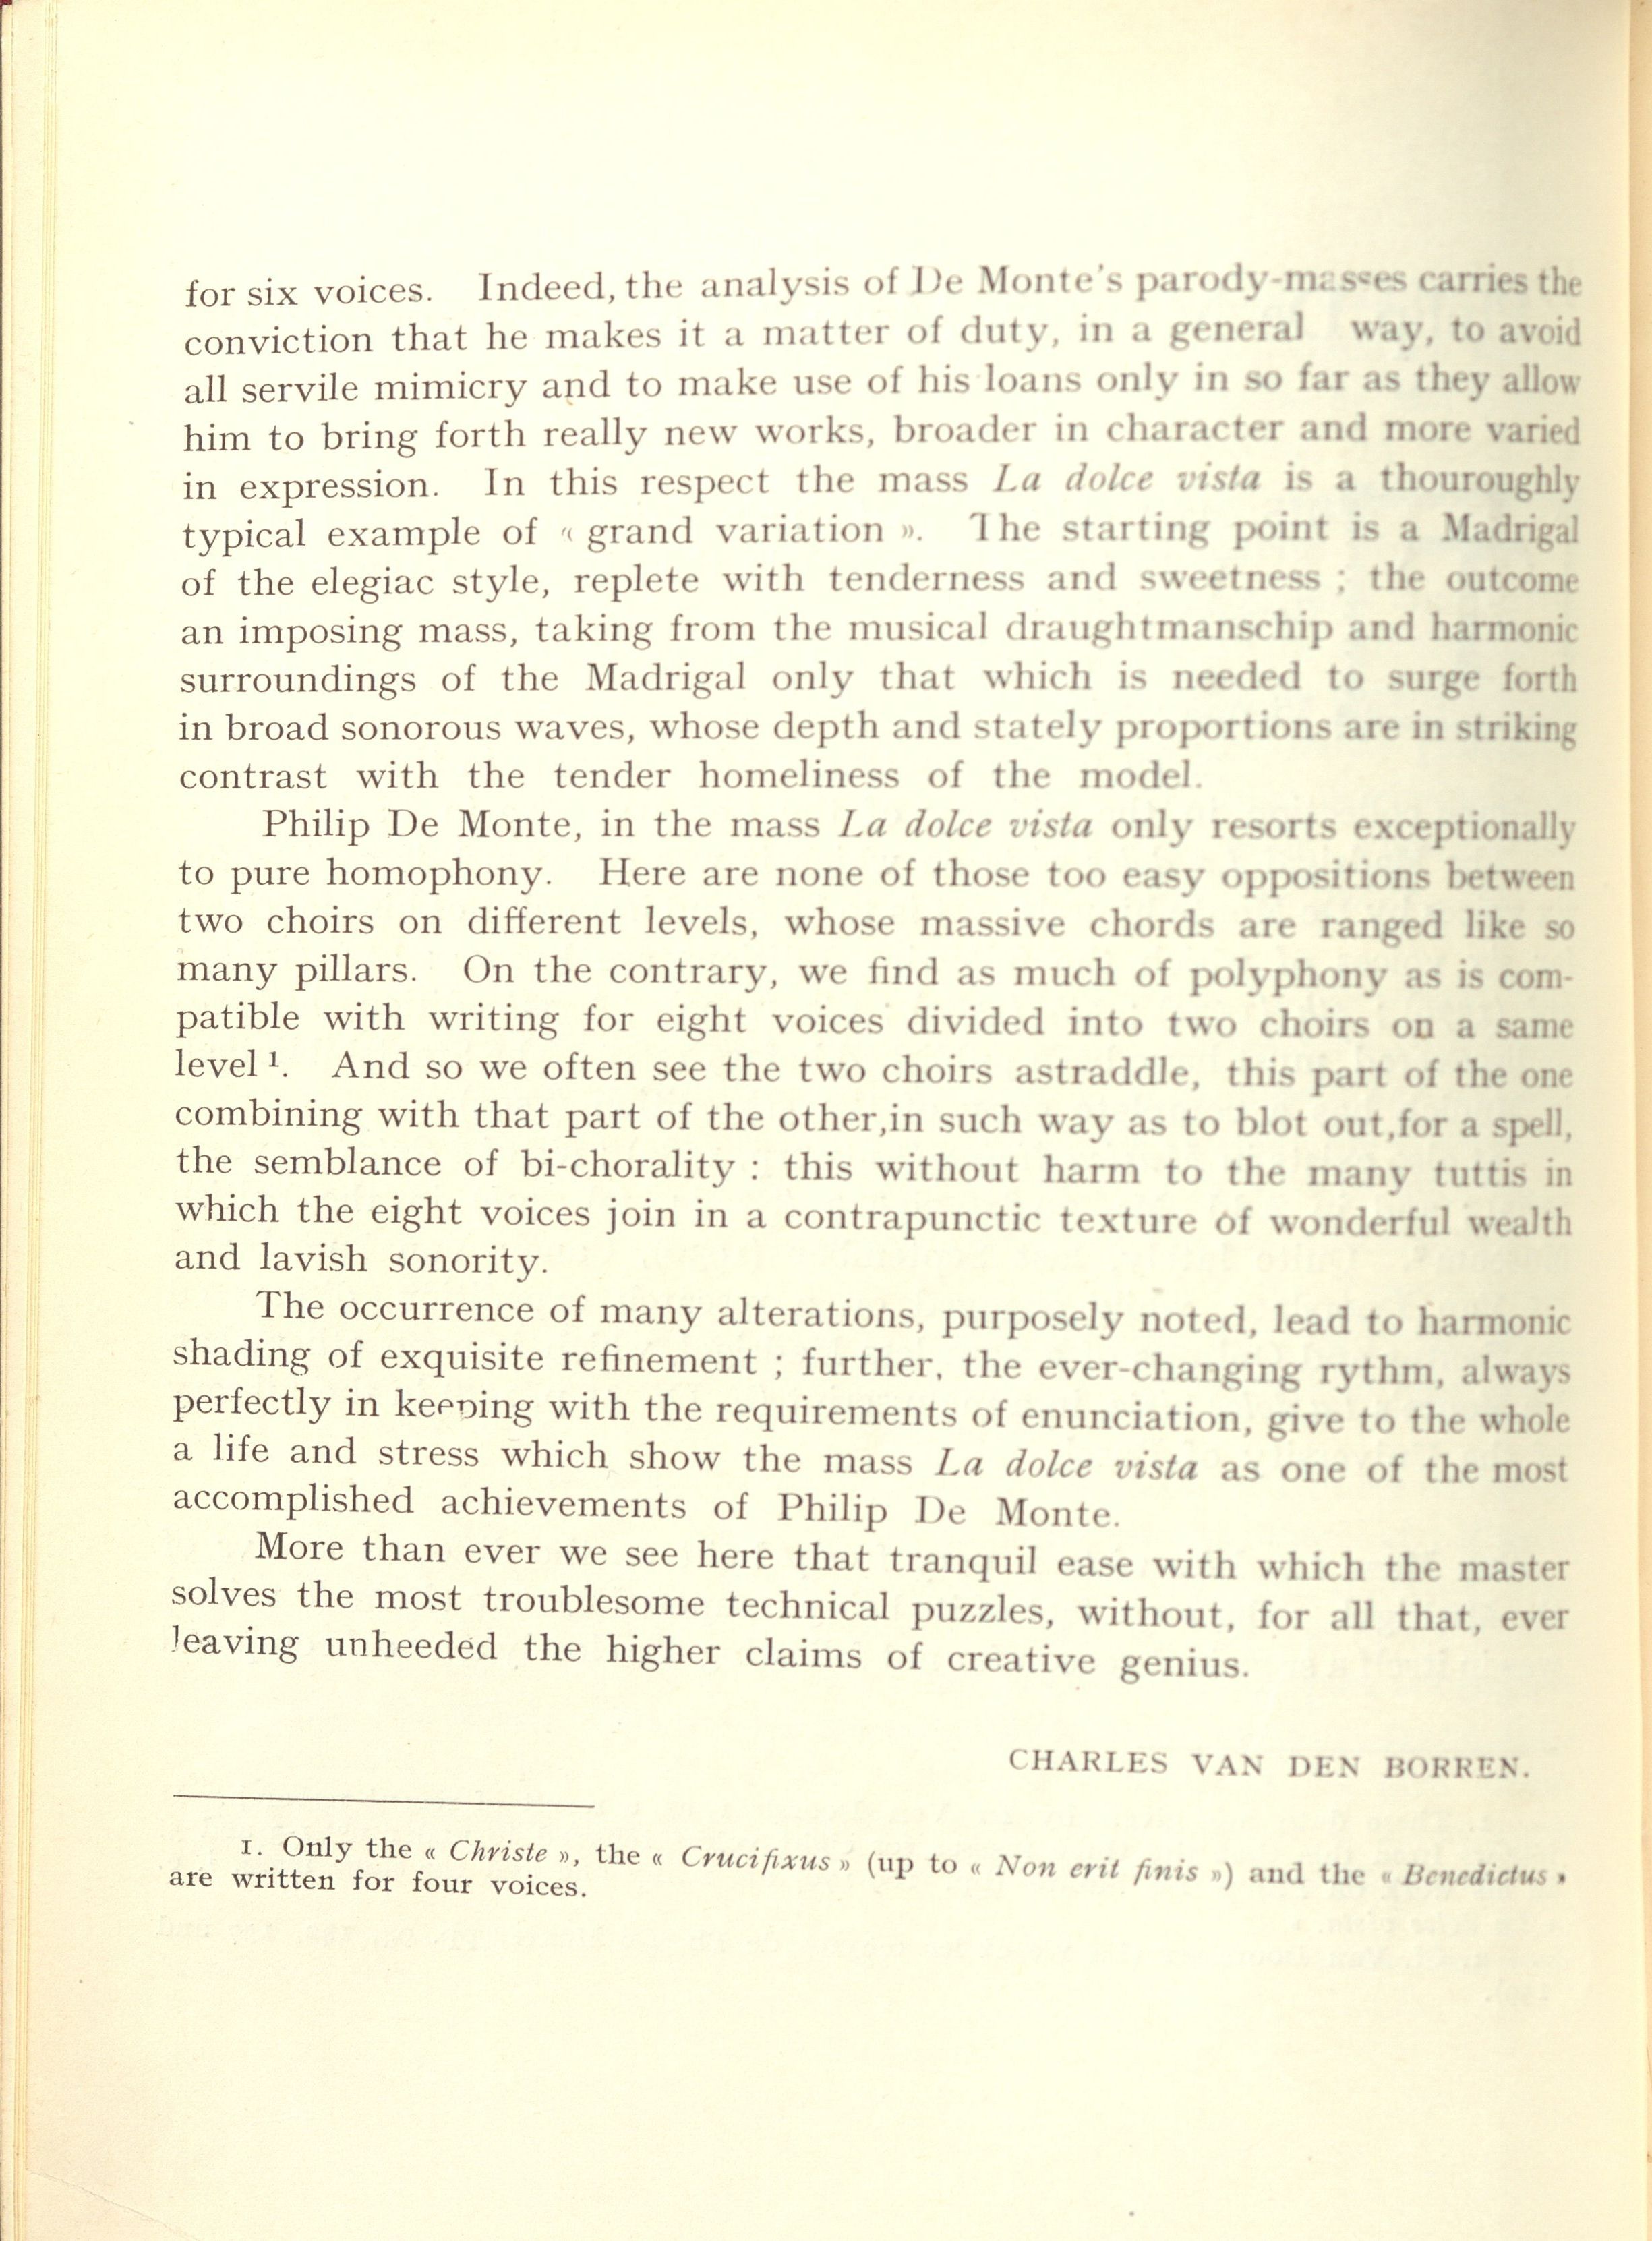 for six voices. Indeed, the analysis of De Monte's parody-masses carries the
conviction that he makes it a matter of duty, in a general way, to avoid
all servile mimicry and to make use of his loans only in so far as they allow
him to bring forth really new works, broader in character and more varied
in expression. In this respect the mass La dolce vista is a thouroughly
typical example of « grand variation ». The starting point is a Madrigal
of the elegiac style, replete with tenderness and sweetness ; the outcome
an imposing mass, taking from the musical draughtmanschip and harmonic
surroundings of the Madrigal only that which is needed to surge forth
in broad sonorous waves, whose depth and stately proportions are in striking
contrast with the tender homeliness of the model.
Philip De Monte, in the mass La dolce vista only resorts exceptionally
to pure homophony. Here are none of those too easy oppositions between
two choirs on different levels, whose massive chords are ranged like so
many pillars. On the contrary, we find as much of polyphony as is com-
patible with writing for eight voices divided into two choirs on a same
level ¹. And so we often see the two choirs astraddle, this part of the one
combining with that part of the other,in such way as to blot out,for a spell,
the semblance of bi-chorality : this without harm to the many tuttis in
which the eight voices join in a contrapunctic texture of wonderful wealth
and lavish sonority.
The occurrence of many alterations, purposely noted, lead to harmonic
shading of exquisite refinement ; further, the ever-changing rythm, always
perfectly in keeping with the requirements of enunciation, give to the whole
a life and stress which show the mass La dolce vista as one of the most
accomplished achievements of Philip De Monte.
More than ever we see here that tranquil ease with which the master
solves the most troublesome technical puzzles, without, for all that, ever
leaving unheeded the higher claims of creative genius.
CHARLES VAN DEN BORREN.
1. Only the « Christe », the « Crucifixus » (up to « Non erit finis ») and the « Benedictus »
are written for four voices.